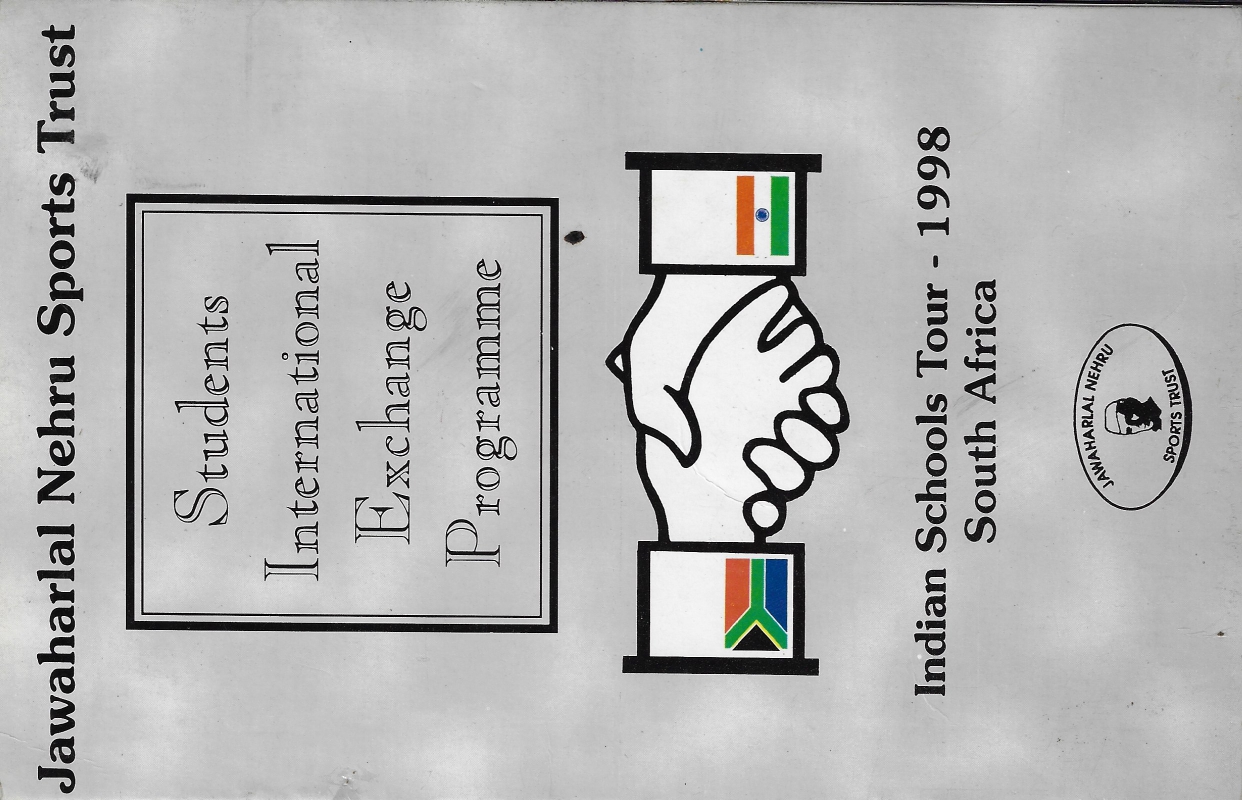 Jawaharlal Nehru Sports Trust
Students
International
Exchange
Programme
Indian Schools Tour - 1998
South Africa
JAWAHARLAL NEHRU
SPORTS TRUST